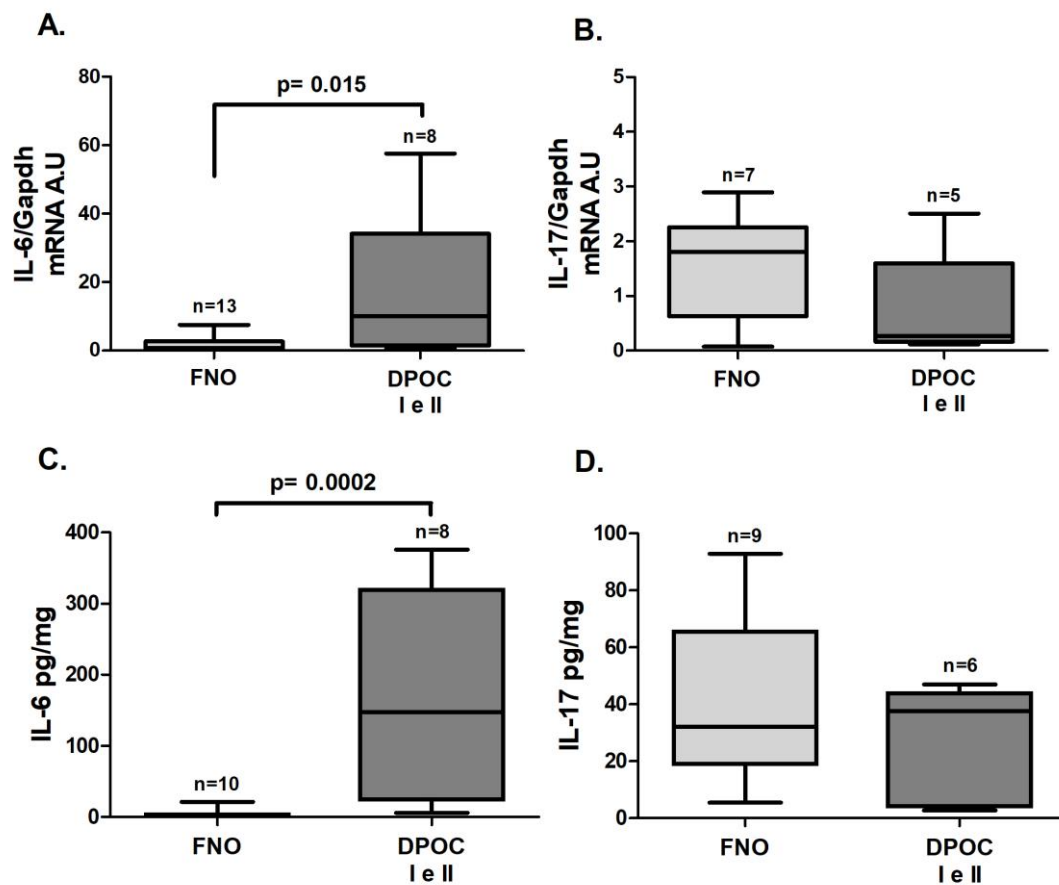 A.
IL-6/Gapdh
mRNA A.U
80
60
40
20
0
p= 0.015
n=13
n=8
FNO
DPOC
I e II
B.
IL-17/Gapdh
mRNA A.U
5
4
3
2
1
0
n=7
n=5
FNO
DPOC
I e II
C.
IL-6 pg/mg
400
300
200
100
0
p= 0.0002
n=10
n=8
FNO
DPOC
I e II
D.
IL-17 pg/mg
100
80
60
40
20
0
n=9
n=6
FNO
DPOC
I e II